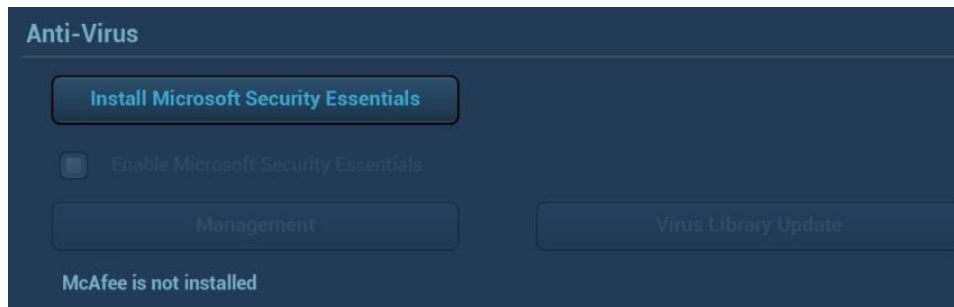 Anti-Virus
Install Microsoft Security Essentials
Enable Microsoft Security Essentials
Management
Virus Library Update
McAfee is not installed